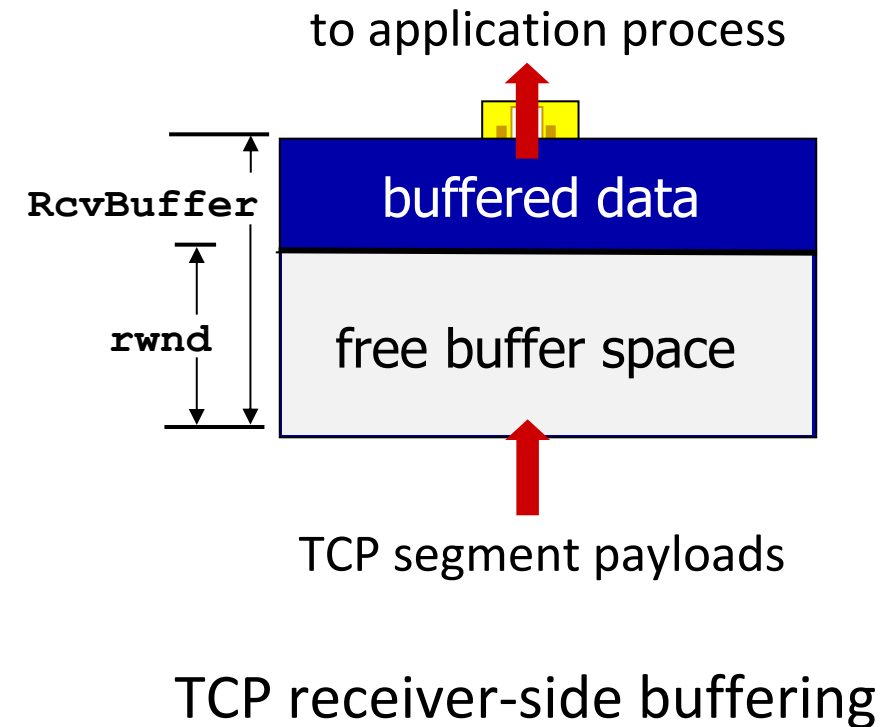 to application process
RcvBuffer
buffered data
rwnd
free buffer space
TCP segment payloads
TCP receiver-side buffering